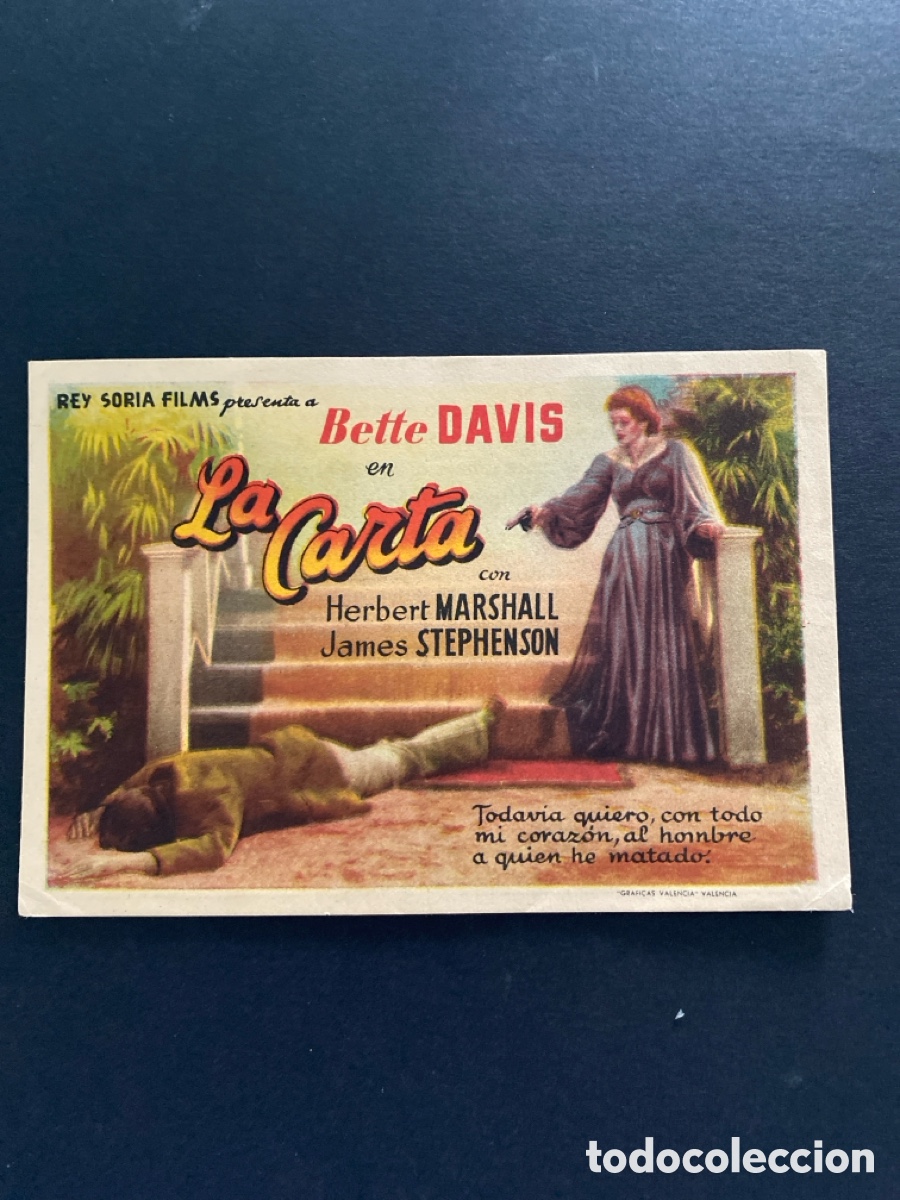 REY SORIA FILMS presenta a
Bette DAVIS
en
La Carta
con
Herbert MARSHALL
James STEPHENSON
Todavía quiero, con todo
mi corazón, al hombre
a quien he matado.
"GRAFICAS VALENCIA" VALENCIA
todocoleccion